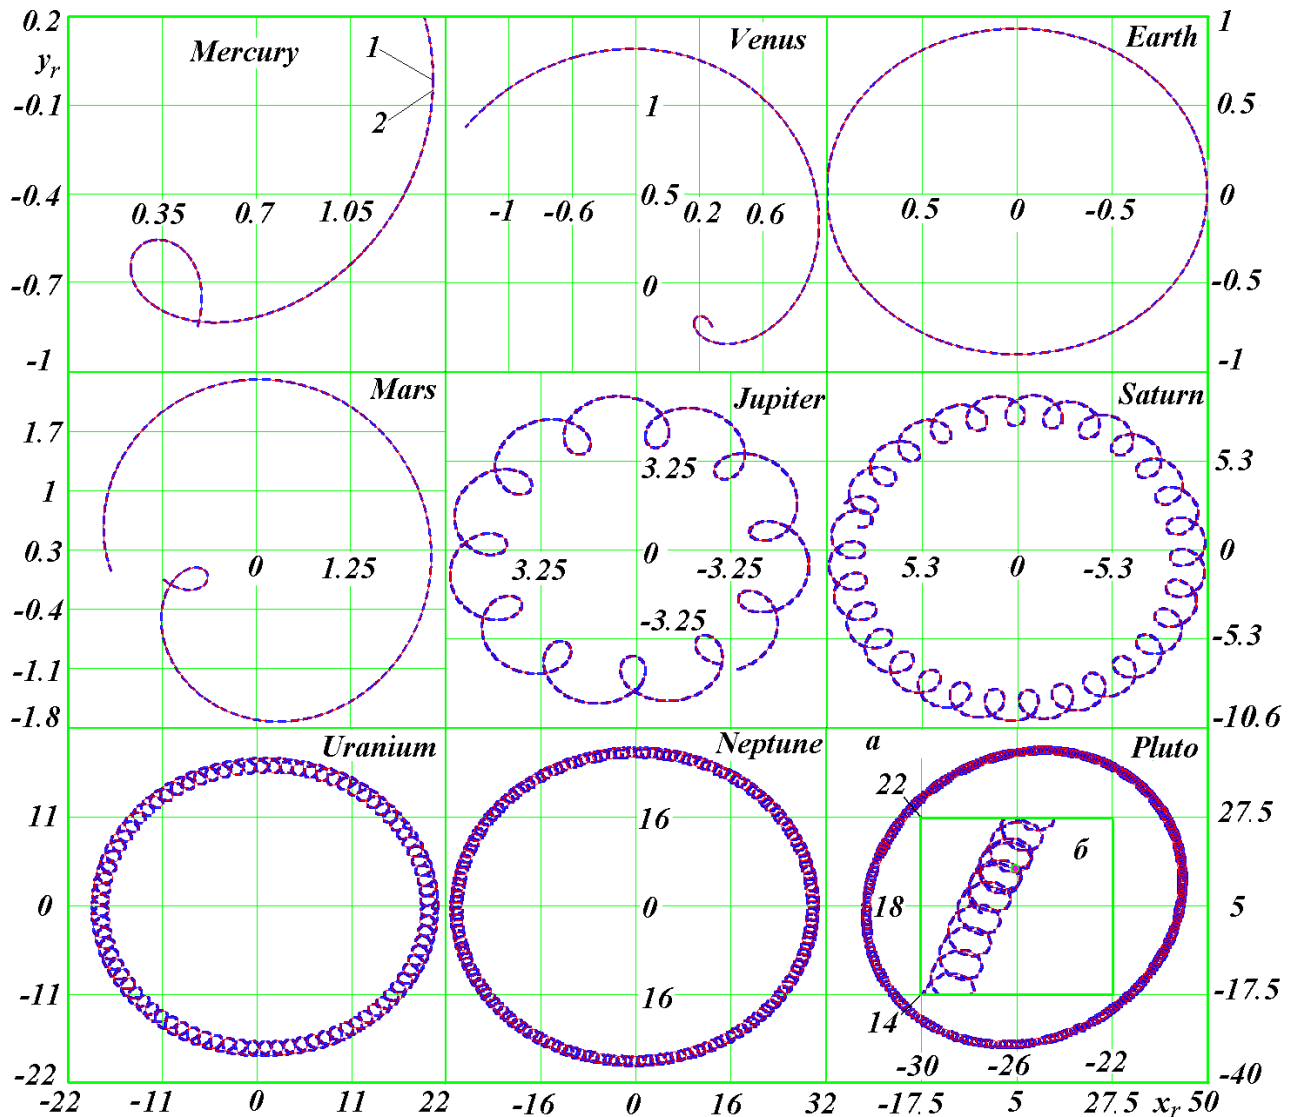 0.2 Mercury 1 Venus Earth 1
y_r
-0.1 2 1 0.5
-0.4 0.5 0
0.35 0.7 1.05 -1 -0.6 0.2 0.6 0.5 0 -0.5
-0.7 0 -0.5
-1 -1
Mars Jupiter Saturn
1.7 3.25 5.3
1
0.3 0 0
0 1.25 3.25 -3.25 5.3 0 -5.3
-0.4 -3.25 -5.3
-1.1
-1.8 -10.6
Uranium Neptune a Pluto
22
11 16 27.5
б
0 0 18 5
-11 16 -17.5
14
-30 -26 -22
-22 -40
-22 -11 0 11 22 -16 0 16 32 -17.5 5 27.5 x_r 50